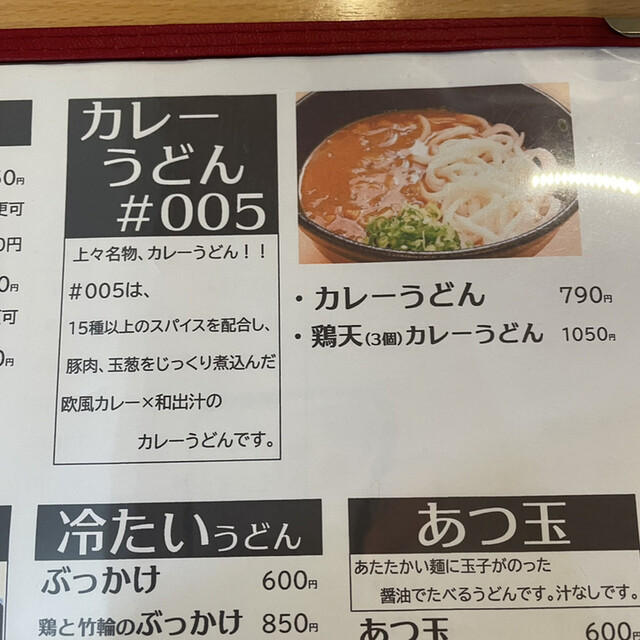 カレー
うどん
#005
上々名物、カレーうどん！！
#005は、
15種以上のスパイスを配合し、
豚肉、玉葱をじっくり煮込んだ
欧風カレー×和出汁の
カレーうどんです。
・カレーうどん 790円
・鶏天(3個)カレーうどん 1050円
更可
0円
冷たいうどん
ぶっかけ 600円
鶏と竹輪のぶっかけ 850円
あつ玉
あたたかい麺に玉子がのった
醤油でたべるうどんです。汁なしです。
あつ玉 600円